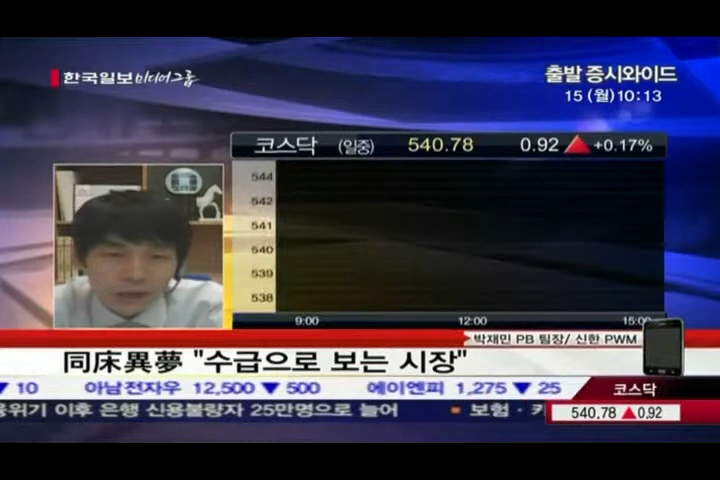 한국일보 미디어그룹
출발 증시와이드
15 (월) 10:13
코스닥 (일중) 540.78 0.92 ▲ +0.17%
544
542
541
540
539
538
9:00 12:00 15:00
박재민 PB 팀장/ 신한 PWM
同床異夢 "수급으로 보는 시장"
▼ 10 아남전자우 12,500 ▼ 500 에이엔피 1,275 ▼ 25
코스닥
융위기 이후 은행 신용불량자 25만명으로 늘어 ▪ 보험 ·
540.78 ▲ 0.92